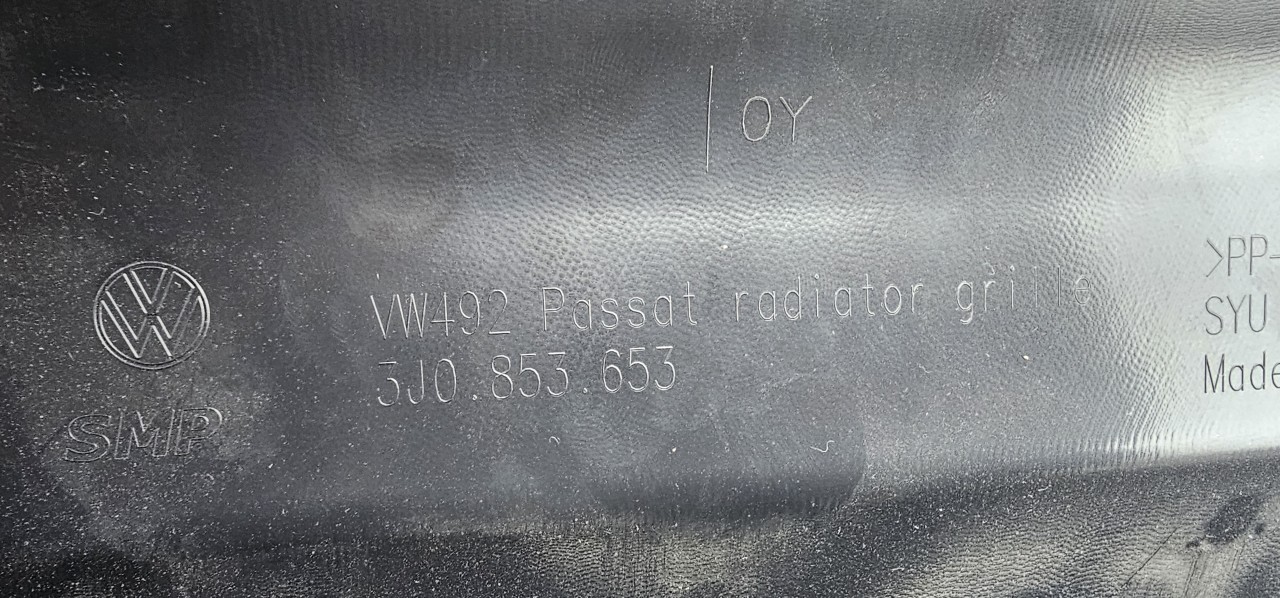 OY
VW492 Passat radiator grille
3J0.853.653
SMP
>PP-
SYU
Made